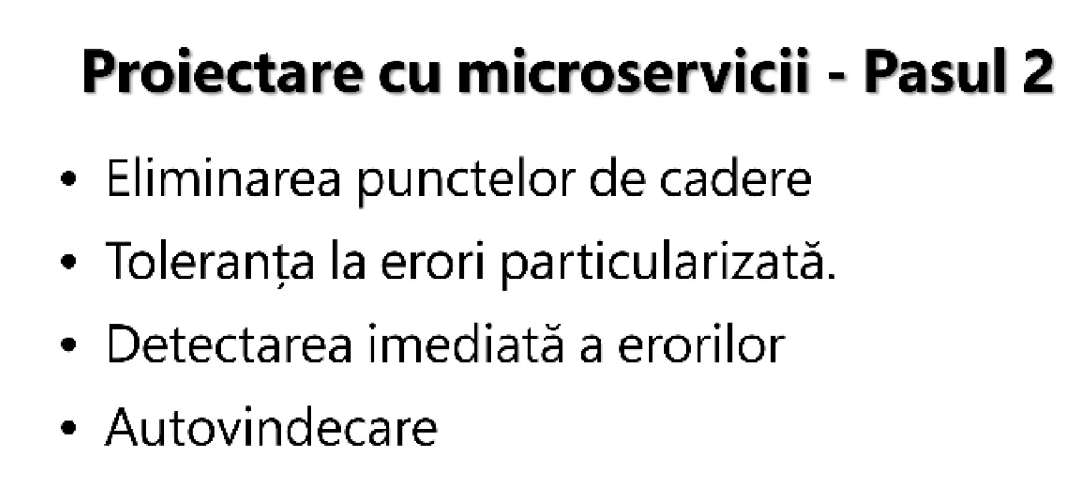 Proiectare cu microservicii - Pasul 2
• Eliminarea punctelor de cadere
• Toleranța la erori particularizată.
• Detectarea imediată a erorilor
• Autovindecare